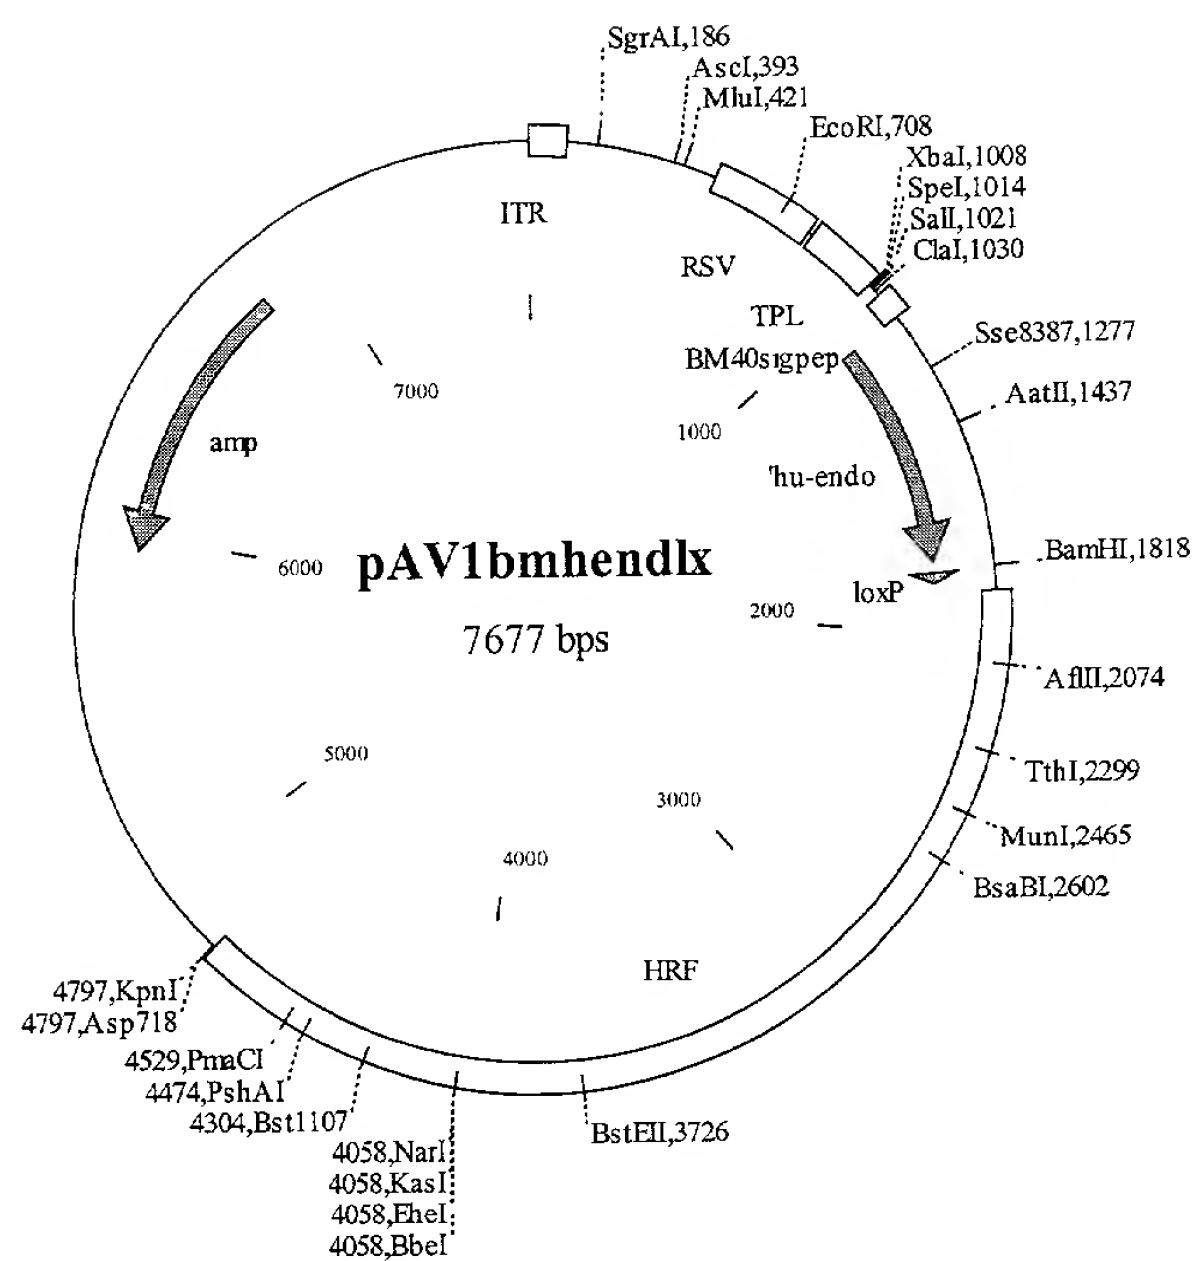 SgrAI,186
AscI,393
MluI,421
EcoRI,708
XbaI,1008
SpeI,1014
SalI,1021
ClaI,1030
ITR
RSV
TPL
BM40sigpep
Sse8387,1277
AatII,1437
7000
1000
amp
'hu-endo
BamHI,1818
6000
pAV1bmhendlx
loxP
2000
7677 bps
AflII,2074
5000
TthI,2299
3000
MunI,2465
4000
BsaBI,2602
HRF
4797,KpnI
4797,Asp718
4529,PmaCI
4474,PshAI
4304,Bst1107
BstEII,3726
4058,NarI
4058,KasI
4058,EheI
4058,BbeI